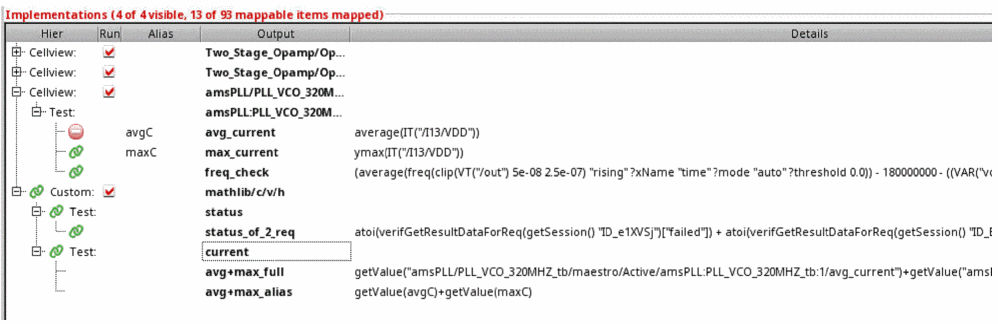 Implementations (4 of 4 visible, 13 of 93 mappable items mapped)
Hier Run Alias Output Details
Cellview: Two_Stage_Opamp/Op...
Cellview: Two_Stage_Opamp/Op...
Cellview: amsPLL/PLL_VCO_320M...
Test: amsPLL:PLL_VCO_320M...
avgC avg_current average(IT("/I13/VDD"))
maxC max_current ymax(IT("/I13/VDD"))
freq_check (average(freq(clip(VT("/out") 5e-08 2.5e-07) "rising" ?xName "time" ?mode "auto" ?threshold 0.0)) - 180000000 - ((VAR("vc
Custom: mathlib/c/v/h
Test: status
status_of_2_req atoi(verifGetResultDataForReq(getSession() "ID_e1XVSj")["failed"]) + atoi(verifGetResultDataForReq(getSession() "ID_E
Test: current
avg+max_full getValue("amsPLL/PLL_VCO_320MHZ_tb/maestro/Active/amsPLL:PLL_VCO_320MHZ_tb:1/avg_current")+getValue("amsl
avg+max_alias getValue(avgC)+getValue(maxC)